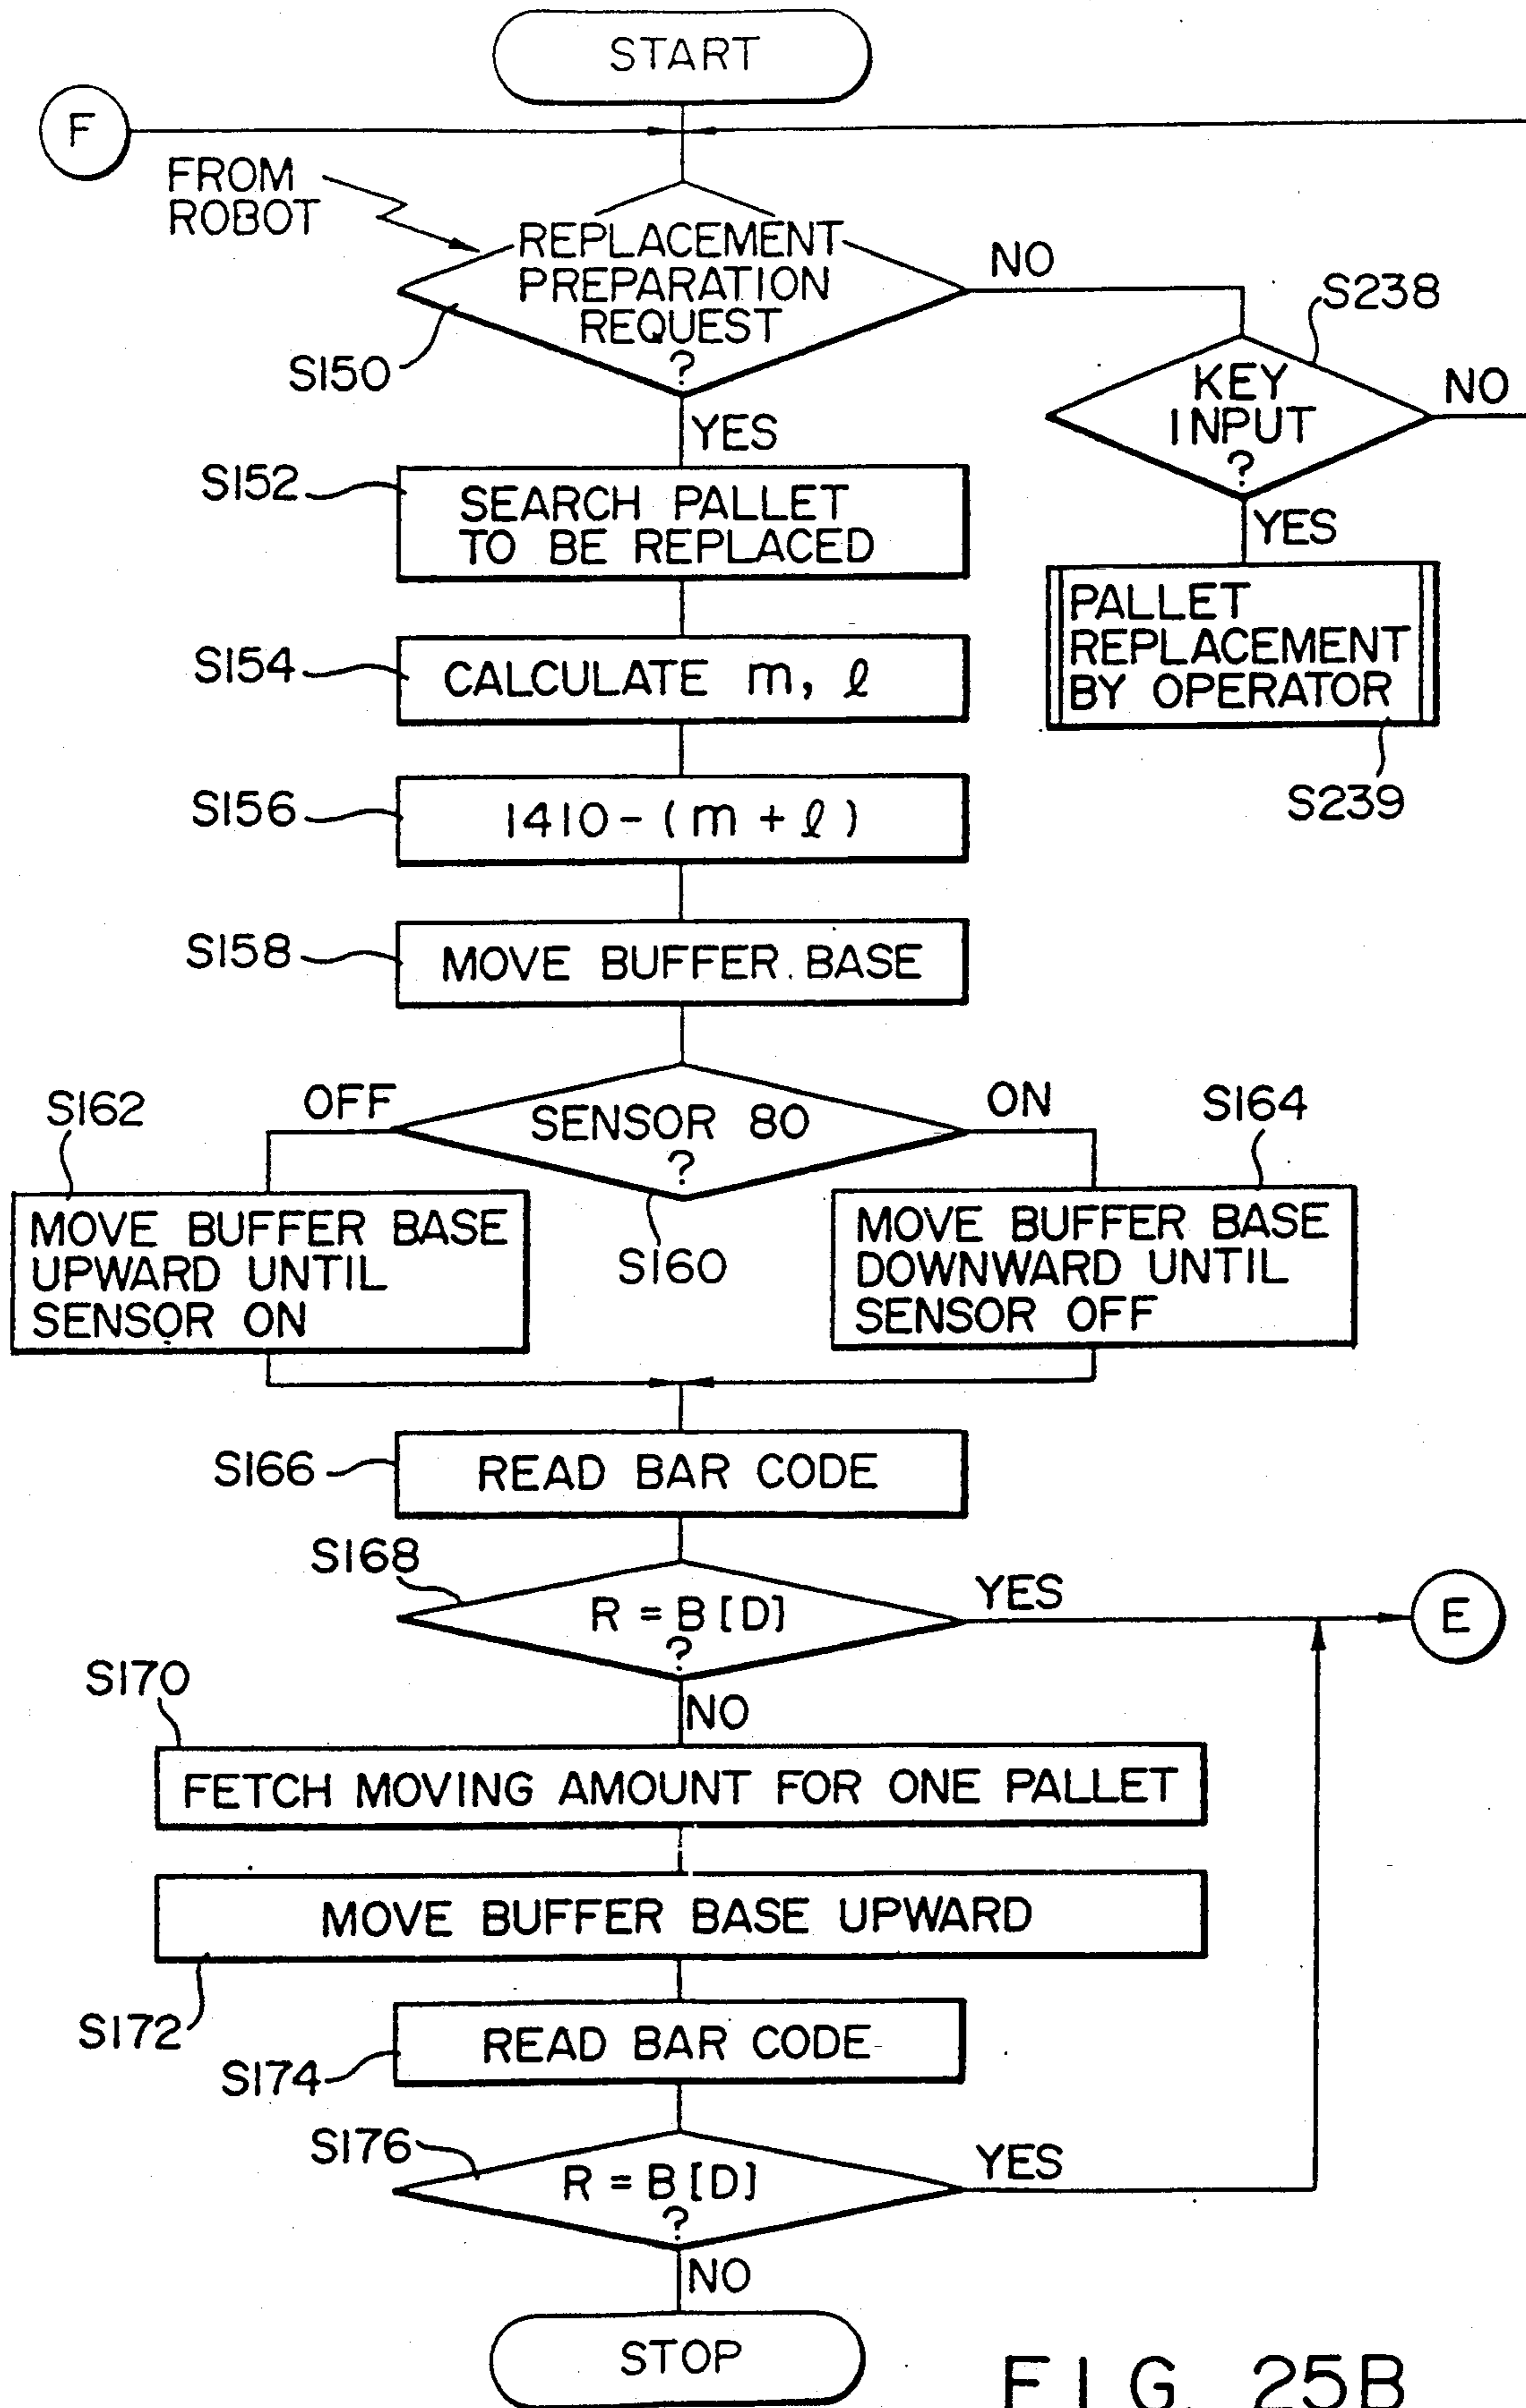 START
F
FROM
ROBOT
REPLACEMENT
PREPARATION
REQUEST
?
NO
S150
S238
KEY
INPUT
?
NO
YES
YES
S152
SEARCH PALLET
TO BE REPLACED
PALLET
REPLACEMENT
BY OPERATOR
S239
S154
CALCULATE m, ℓ
S156
1410-(m+ℓ)
S158
MOVE BUFFER BASE
S162
OFF
SENSOR 80
?
ON
S164
S160
MOVE BUFFER BASE
UPWARD UNTIL
SENSOR ON
MOVE BUFFER BASE
DOWNWARD UNTIL
SENSOR OFF
S166
READ BAR CODE
S168
R = B [D]
?
YES
E
NO
S170
FETCH MOVING AMOUNT FOR ONE PALLET
MOVE BUFFER BASE UPWARD
S172
READ BAR CODE
S174
S176
R = B [D]
?
YES
NO
STOP
FIG. 25B